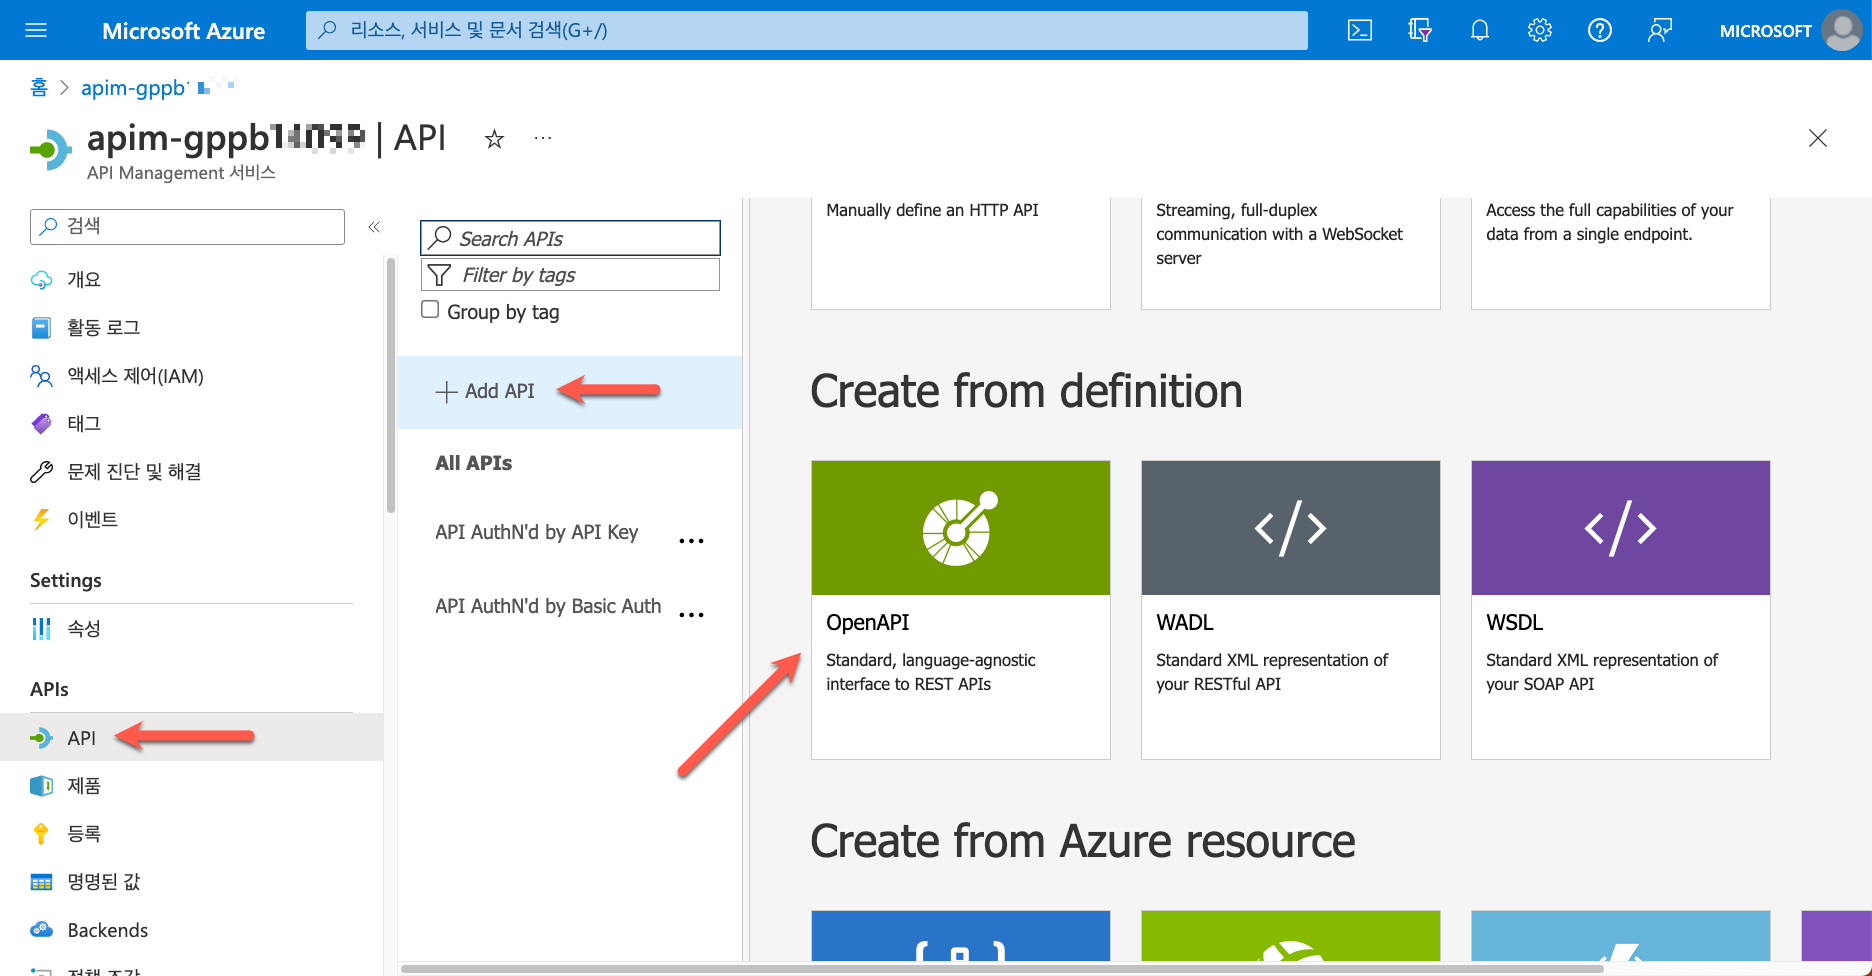 Microsoft Azure
리소스, 서비스 및 문서 검색(G+/)
MICROSOFT
홈 > apim-gppb
apim-gppb | API
API Management 서비스
검색
개요
활동 로그
액세스 제어(IAM)
태그
문제 진단 및 해결
이벤트
Settings
속성
APIs
API
제품
등록
명명된 값
Backends
Search APIs
Filter by tags
Group by tag
Add API
All APIs
API AuthN'd by API Key
API AuthN'd by Basic Auth
Manually define an HTTP API
Streaming, full-duplex
communication with a WebSocket
server
Access the full capabilities of your
data from a single endpoint.
Create from definition
OpenAPI
Standard, language-agnostic
interface to REST APIs
WADL
Standard XML representation of
your RESTful API
WSDL
Standard XML representation of
your SOAP API
Create from Azure resource